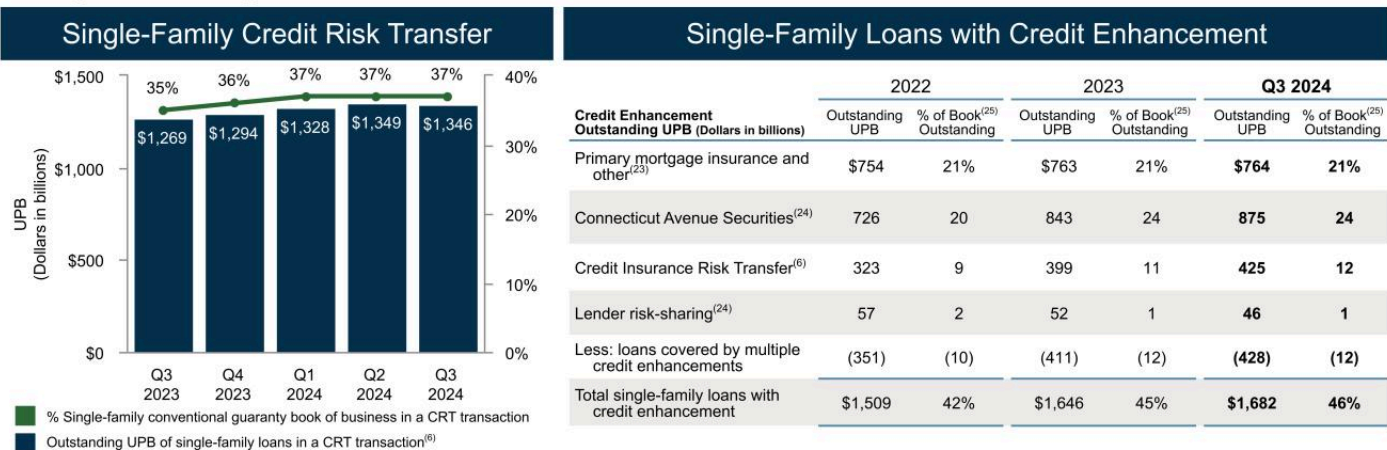 Single-Family Credit Risk Transfer
$1,500
$1,000
$500
$0
UPB
(Dollars in billions)
35%
36%
37%
37%
37%
$1,269
$1,294
$1,328
$1,349
$1,346
40%
30%
20%
10%
0%
Q3
2023
Q4
2023
Q1
2024
Q2
2024
Q3
2024
% Single-family conventional guaranty book of business in a CRT transaction
Outstanding UPB of single-family loans in a CRT transaction(6)
Single-Family Loans with Credit Enhancement
2022 2023 Q3 2024
Credit Enhancement Outstanding % of Book(25) Outstanding % of Book(25) Outstanding % of Book(25)
Outstanding UPB (Dollars in billions) UPB Outstanding UPB Outstanding UPB Outstanding
Primary mortgage insurance and
other(23) $754 21% $763 21% $764 21%
Connecticut Avenue Securities(24) 726 20 843 24 875 24
Credit Insurance Risk Transfer(6) 323 9 399 11 425 12
Lender risk-sharing(24) 57 2 52 1 46 1
Less: loans covered by multiple
credit enhancements (351) (10) (411) (12) (428) (12)
Total single-family loans with
credit enhancement $1,509 42% $1,646 45% $1,682 46%